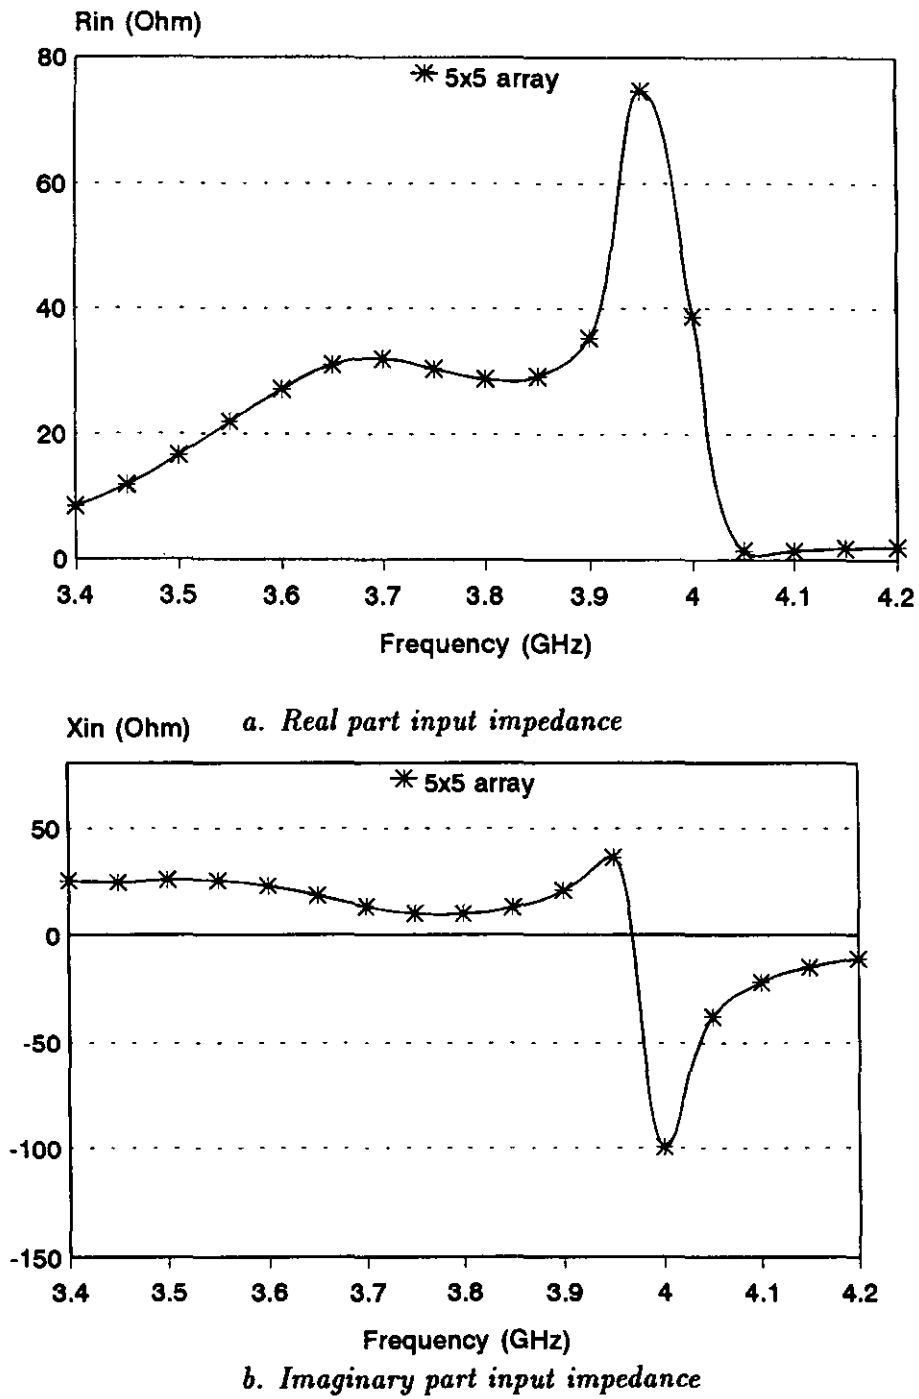 Rin (Ohm)
80
5x5 array
60
40
20
0
3.4 3.5 3.6 3.7 3.8 3.9 4 4.1 4.2
Frequency (GHz)
a. Real part input impedance
Xin (Ohm)
5x5 array
50
0
-50
-100
-150
3.4 3.5 3.6 3.7 3.8 3.9 4 4.1 4.2
Frequency (GHz)
b. Imaginary part input impedance